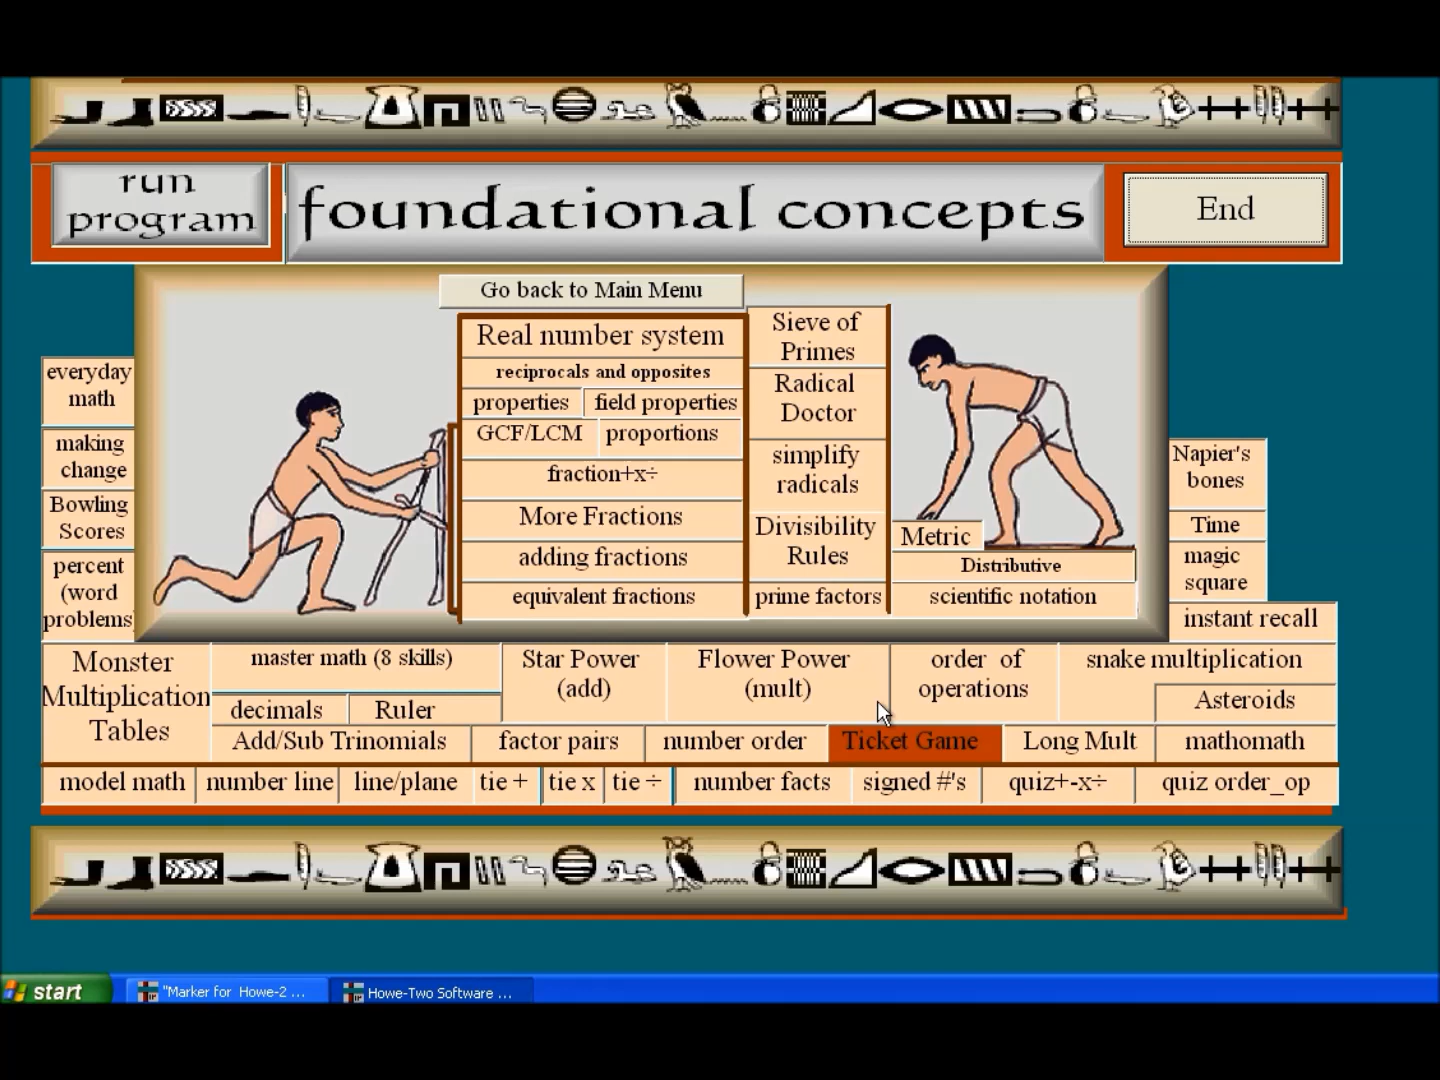 run
program
foundational concepts
End
Go back to Main Menu
Real number system
reciprocals and opposites
properties
field properties
GCF/LCM
proportions
fraction+x÷
More Fractions
adding fractions
equivalent fractions
Sieve of
Primes
Radical
Doctor
simplify
radicals
Divisibility
Rules
prime factors
Metric
Distributive
scientific notation
everyday
math
making
change
Bowling
Scores
percent
(word
problems
Napier's
bones
Time
magic
square
instant recall
Monster
Multiplication
Tables
master math (8 skills)
decimals
Ruler
Star Power
(add)
Flower Power
(mult)
order of
operations
snake multiplication
Asteroids
Add/Sub Trinomials
factor pairs
number order
Ticket Game
Long Mult
mathomath
model math
number line
line/plane
tie +
tie x
tie ÷
number facts
signed #'s
quiz+-x÷
quiz order_op
start
"Marker for Howe-2 ...
Howe-Two Software ...